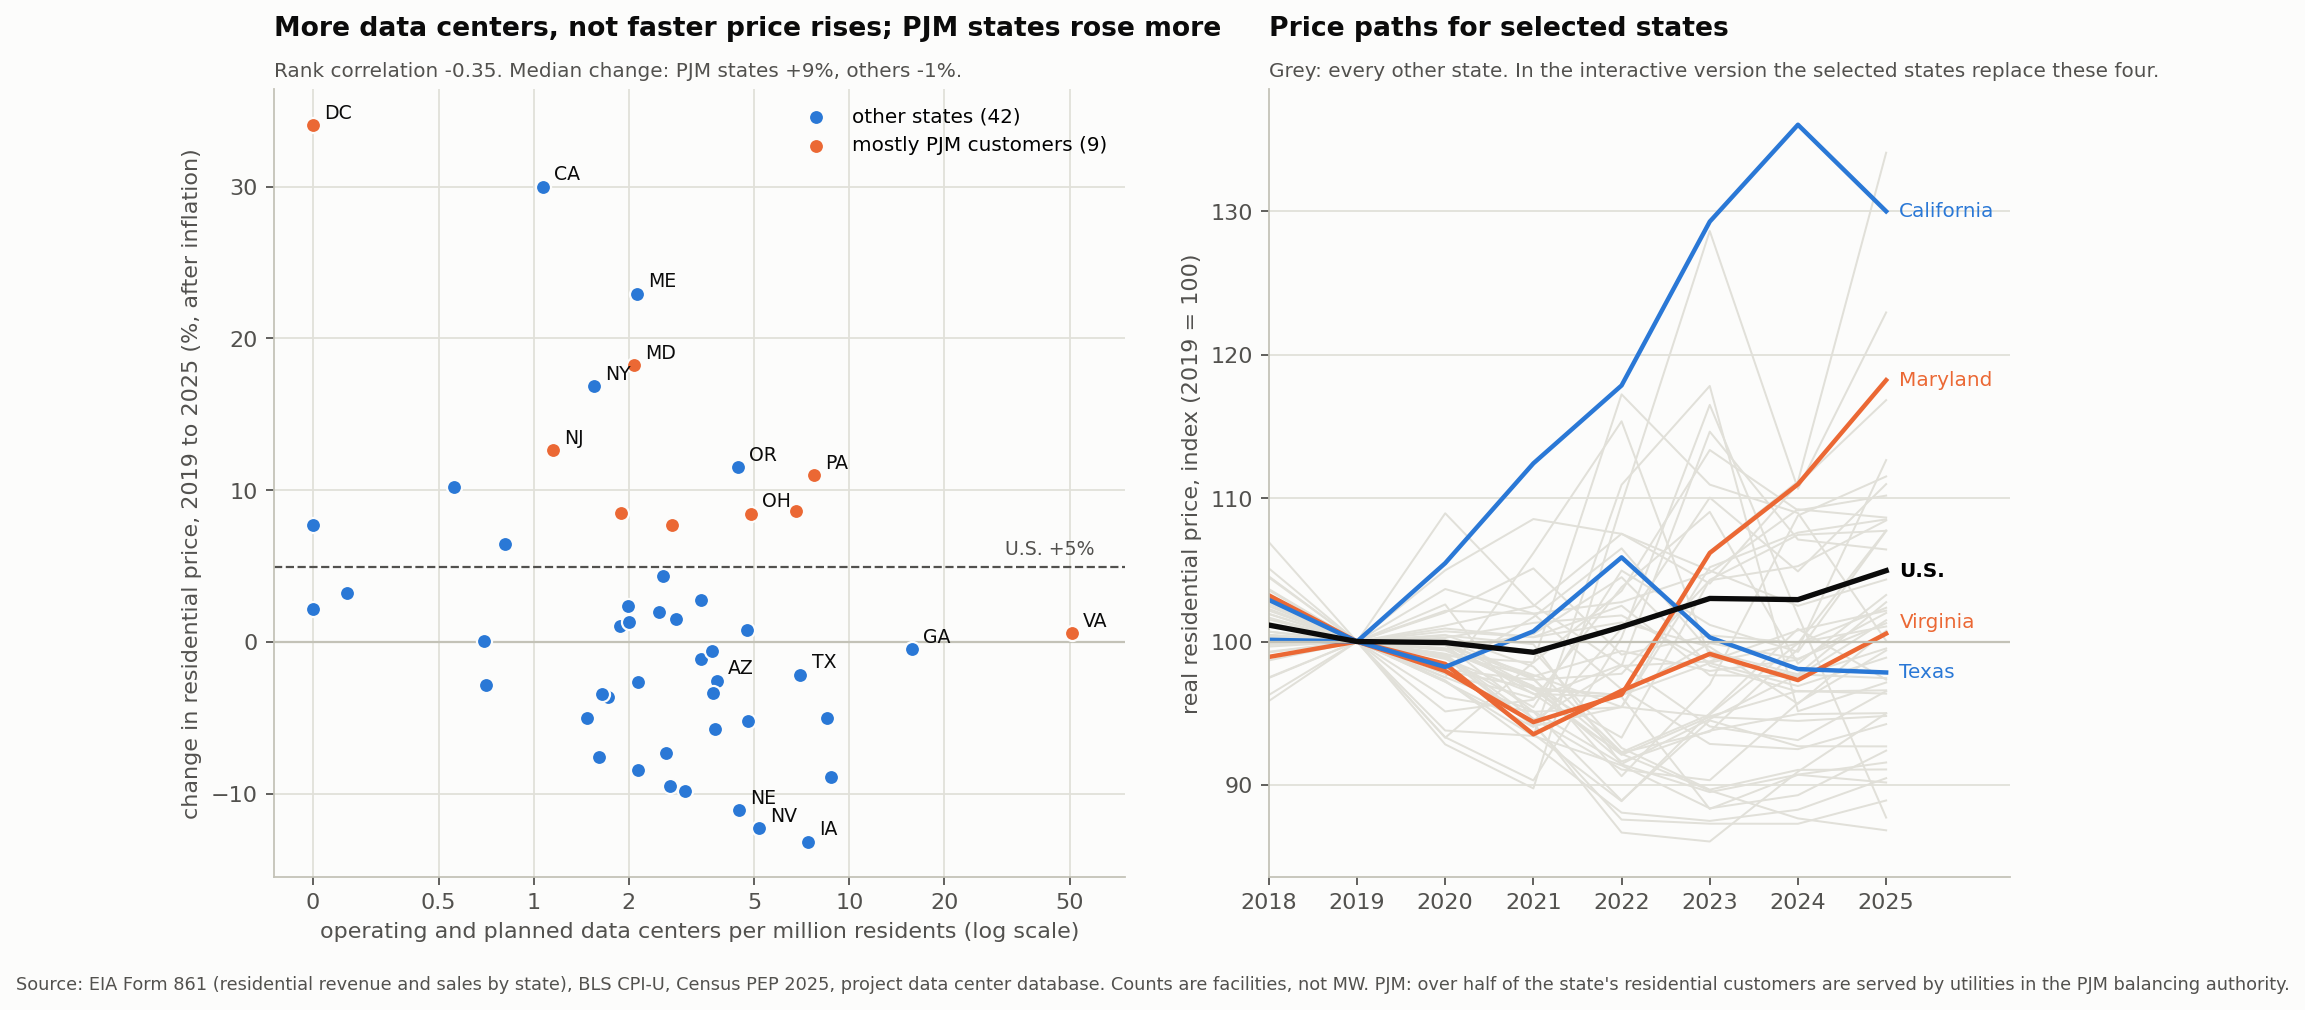 More data centers, not faster price rises; PJM states rose more
Rank correlation -0.35. Median change: PJM states +9%, others -1%.
change in residential price, 2019 to 2025 (%, after inflation)
30
20
10
0
−10
DC
CA
ME
MD
NY
NJ
OR
PA
OH
U.S. +5%
VA
GA
TX
AZ
NE
NV
IA
other states (42)
mostly PJM customers (9)
0 0.5 1 2 5 10 20 50
operating and planned data centers per million residents (log scale)
Price paths for selected states
Grey: every other state. In the interactive version the selected states replace these four.
real residential price, index (2019 = 100)
130
120
110
100
90
California
Maryland
U.S.
Virginia
Texas
2018 2019 2020 2021 2022 2023 2024 2025
Source: EIA Form 861 (residential revenue and sales by state), BLS CPI-U, Census PEP 2025, project data center database. Counts are facilities, not MW. PJM: over half of the state's residential customers are served by utilities in the PJM balancing authority.